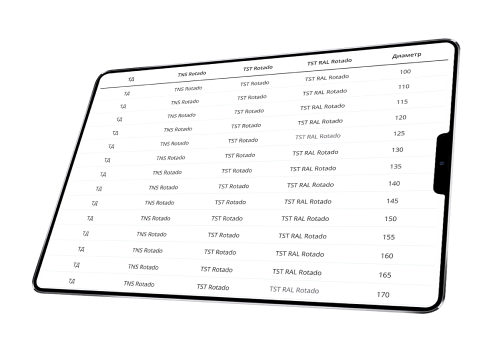 ТД TNS Rotado TST Rotado TST RAL Rotado Диаметр
ТД TNS Rotado TST Rotado TST RAL Rotado 100
ТД TNS Rotado TST Rotado TST RAL Rotado 110
ТД TNS Rotado TST Rotado TST RAL Rotado 115
ТД TNS Rotado TST Rotado TST RAL Rotado 120
ТД TNS Rotado TST Rotado TST RAL Rotado 125
ТД TNS Rotado TST Rotado TST RAL Rotado 130
ТД TNS Rotado TST Rotado TST RAL Rotado 135
ТД TNS Rotado TST Rotado TST RAL Rotado 140
ТД TNS Rotado TST Rotado TST RAL Rotado 145
ТД TNS Rotado TST Rotado TST RAL Rotado 150
ТД TNS Rotado TST Rotado TST RAL Rotado 155
ТД TNS Rotado TST Rotado TST RAL Rotado 160
ТД TNS Rotado TST Rotado TST RAL Rotado 165
ТД TNS Rotado TST Rotado TST RAL Rotado 170